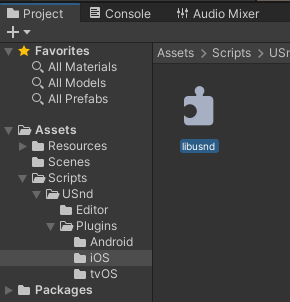 Project
Console
Audio Mixer
Favorites
All Materials
All Models
All Prefabs
Assets
Resources
Scenes
Scripts
USnd
Editor
Plugins
Android
iOS
tvOS
Packages
Assets > Scripts > USn
libusnd